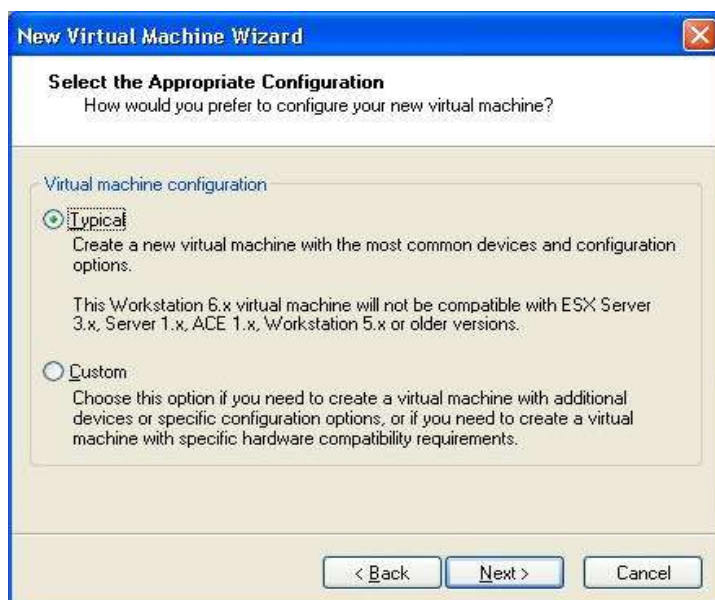 New Virtual Machine Wizard
Select the Appropriate Configuration
How would you prefer to configure your new virtual machine?
Virtual machine configuration
Typical
Create a new virtual machine with the most common devices and configuration
options.
This Workstation 6.x virtual machine will not be compatible with ESX Server
3.x, Server 1.x, ACE 1.x, Workstation 5.x or older versions.
Custom
Choose this option if you need to create a virtual machine with additional
devices or specific configuration options, or if you need to create a virtual
machine with specific hardware compatibility requirements.
< Back Next > Cancel